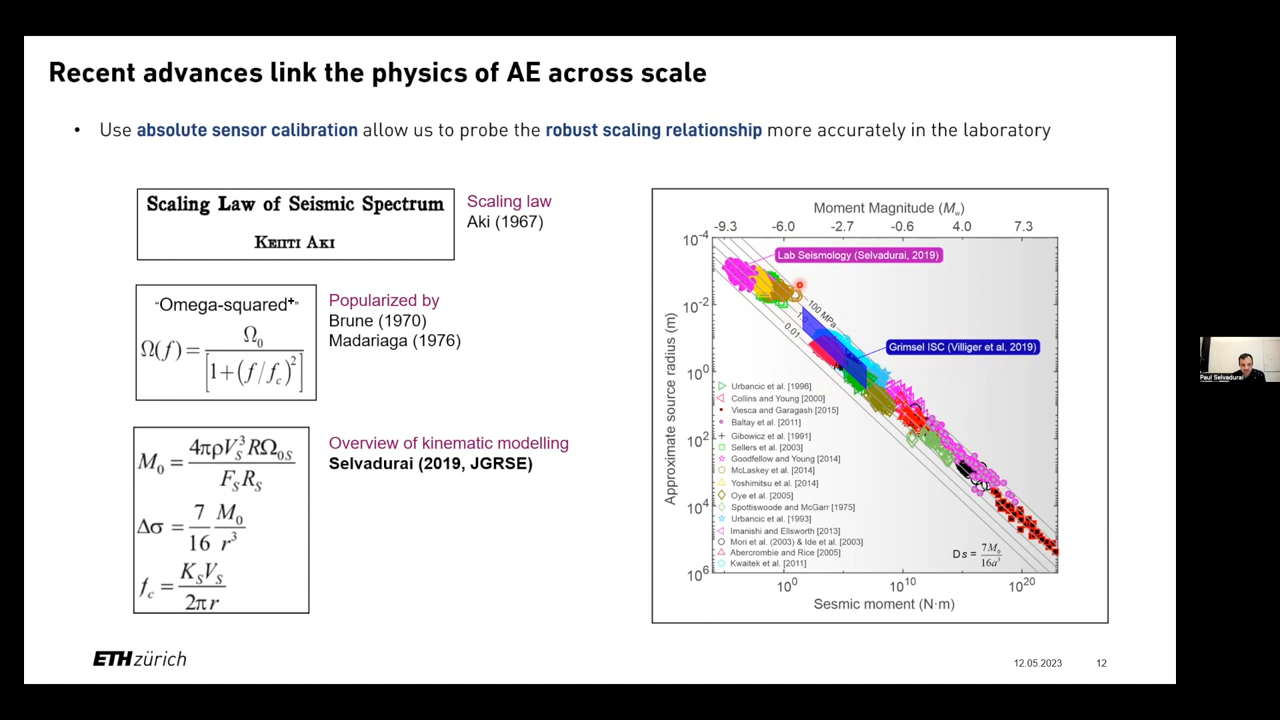 Recent advances link the physics of AE across scale
• Use absolute sensor calibration allow us to probe the robust scaling relationship more accurately in the laboratory
Scaling Law of Seismic Spectrum
KEIITI AKI
Scaling law
Aki (1967)
"Omega-squared+"
Ω(f) = Ω0 / [1+(f/fc)^2]
Popularized by
Brune (1970)
Madariaga (1976)
M0 = 4πρVS^3RΩ0S / FSRS
Δσ = 7/16 M0/r^3
fc = KSVS / 2πr
Overview of kinematic modelling
Selvadurai (2019, JGRSE)
Moment Magnitude (Mw)
-9.3 -6.0 -2.7 -0.6 4.0 7.3
10^-4
10^-2
10^0
10^2
10^4
10^6
Approximate source radius (m)
Lab Seismology (Selvadurai, 2019)
100 MPa
0.01
Grimsel ISC (Villiger et al, 2019)
Urbancic et al. [1996]
Collins and Young [2000]
Viesca and Garagash [2015]
Baltay et al. [2011]
Gibowicz et al. [1991]
Sellers et al. [2003]
Goodfellow and Young [2014]
McLaskey et al. [2014]
Yoshimitsu et al. [2014]
Oye et al. [2005]
Spottiswoode and McGarr [1975]
Urbancic et al. [1993]
Imanishi and Ellsworth [2013]
Mori et al. (2003) & Ide et al. [2003]
Abercrombie and Rice [2005]
Kwaitek et al. [2011]
Ds = 7M0 / 16a^3
10^0 10^10 10^20
Sesmic moment (N·m)
ETH zürich
12.05.2023
12
Paul Selvadurai